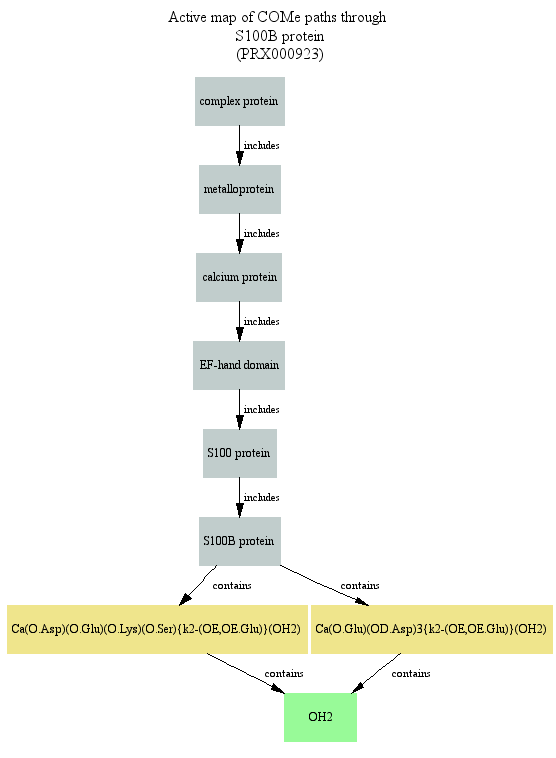 Active map of COMe paths through
S100B protein
(PRX000923)
complex protein
includes
metalloprotein
includes
calcium protein
includes
EF-hand domain
includes
S100 protein
includes
S100B protein
contains
contains
Ca(O.Asp)(O.Glu)(O.Lys)(O.Ser){k2-(OE,OE.Glu)}(OH2)
Ca(O.Glu)(OD.Asp)3{k2-(OE,OE.Glu)}(OH2)
contains
contains
OH2